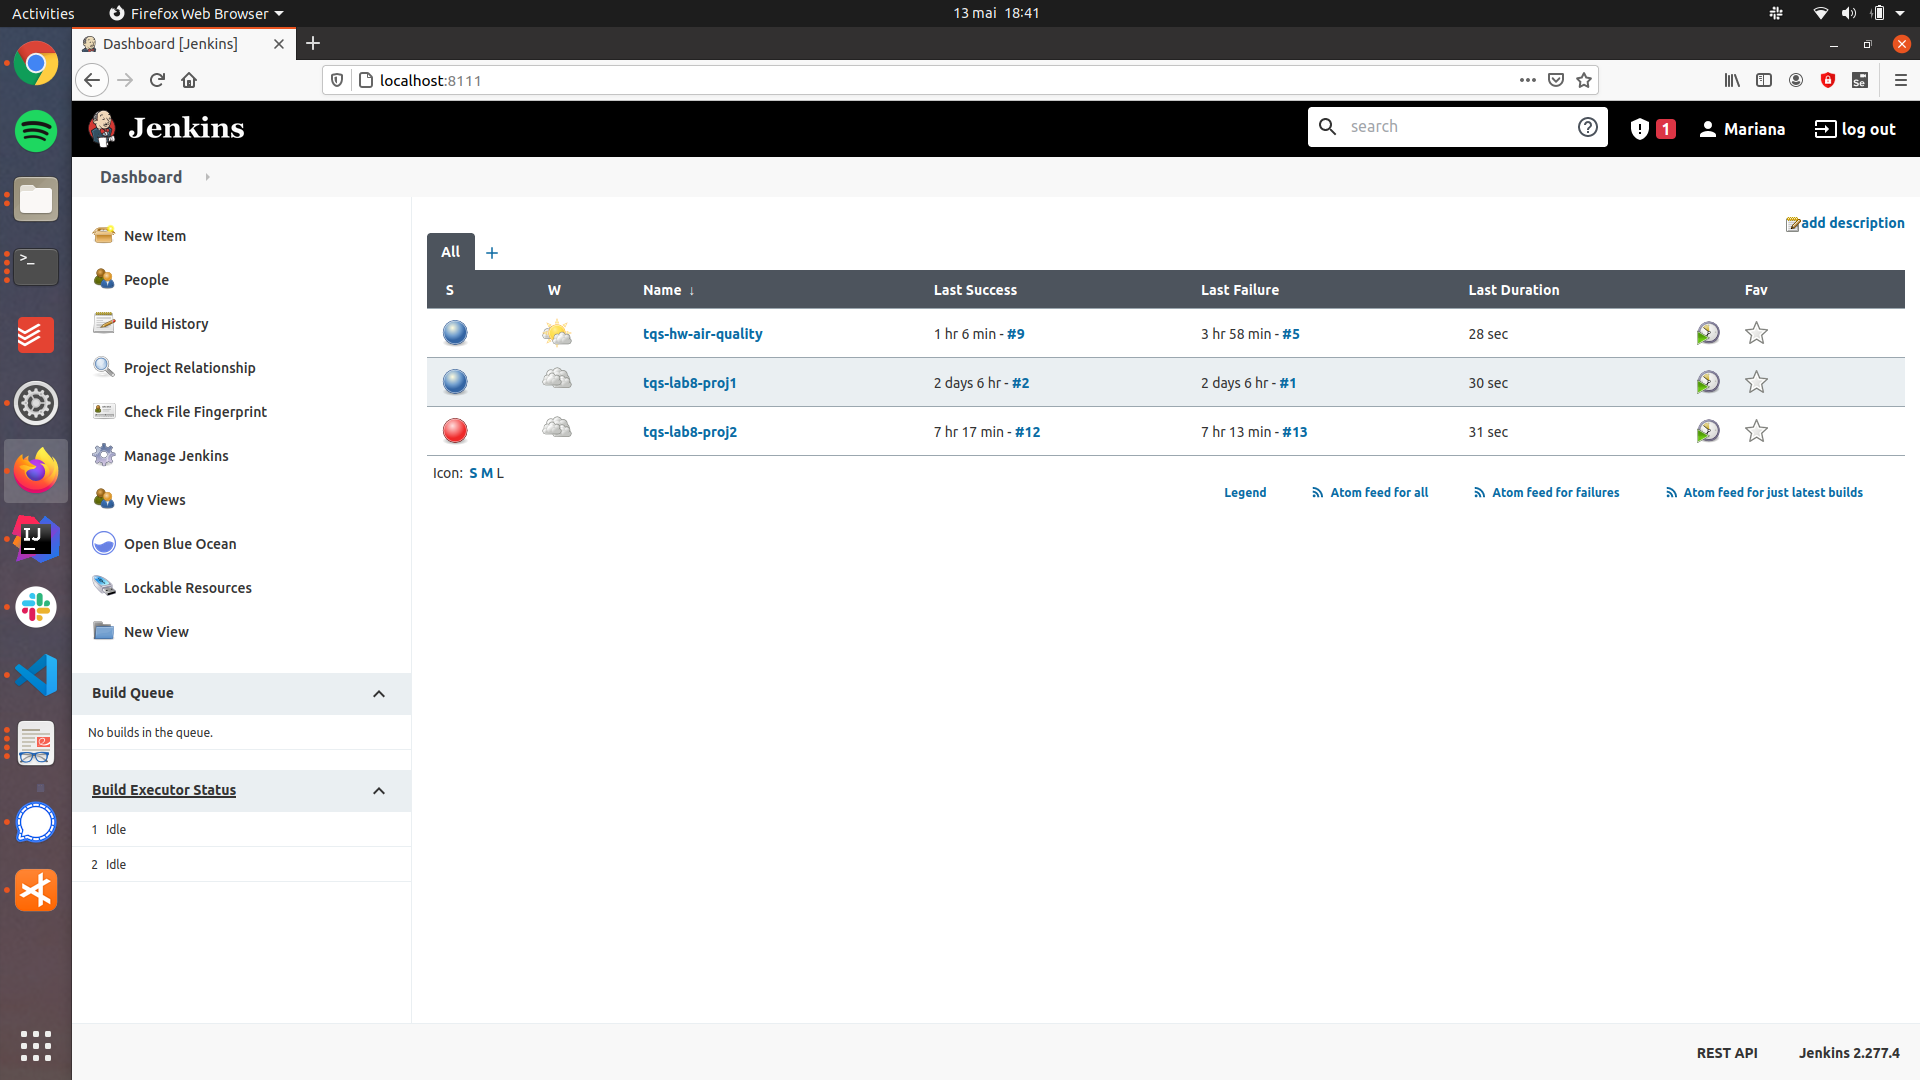 Activities
Firefox Web Browser
13 mai 18:41
Dashboard [Jenkins]
localhost:8111
Se
Jenkins
search
1
Mariana
log out
Dashboard
New Item
People
Build History
Project Relationship
Check File Fingerprint
Manage Jenkins
My Views
Open Blue Ocean
Lockable Resources
New View
Build Queue
No builds in the queue.
Build Executor Status
1 Idle
2 Idle
add description
All +
S W Name ↓ Last Success Last Failure Last Duration Fav
tqs-hw-air-quality 1 hr 6 min - #9 3 hr 58 min - #5 28 sec
tqs-lab8-proj1 2 days 6 hr - #2 2 days 6 hr - #1 30 sec
tqs-lab8-proj2 7 hr 17 min - #12 7 hr 13 min - #13 31 sec
Icon: S M L
Legend Atom feed for all Atom feed for failures Atom feed for just latest builds
>_
IJ
REST API Jenkins 2.277.4